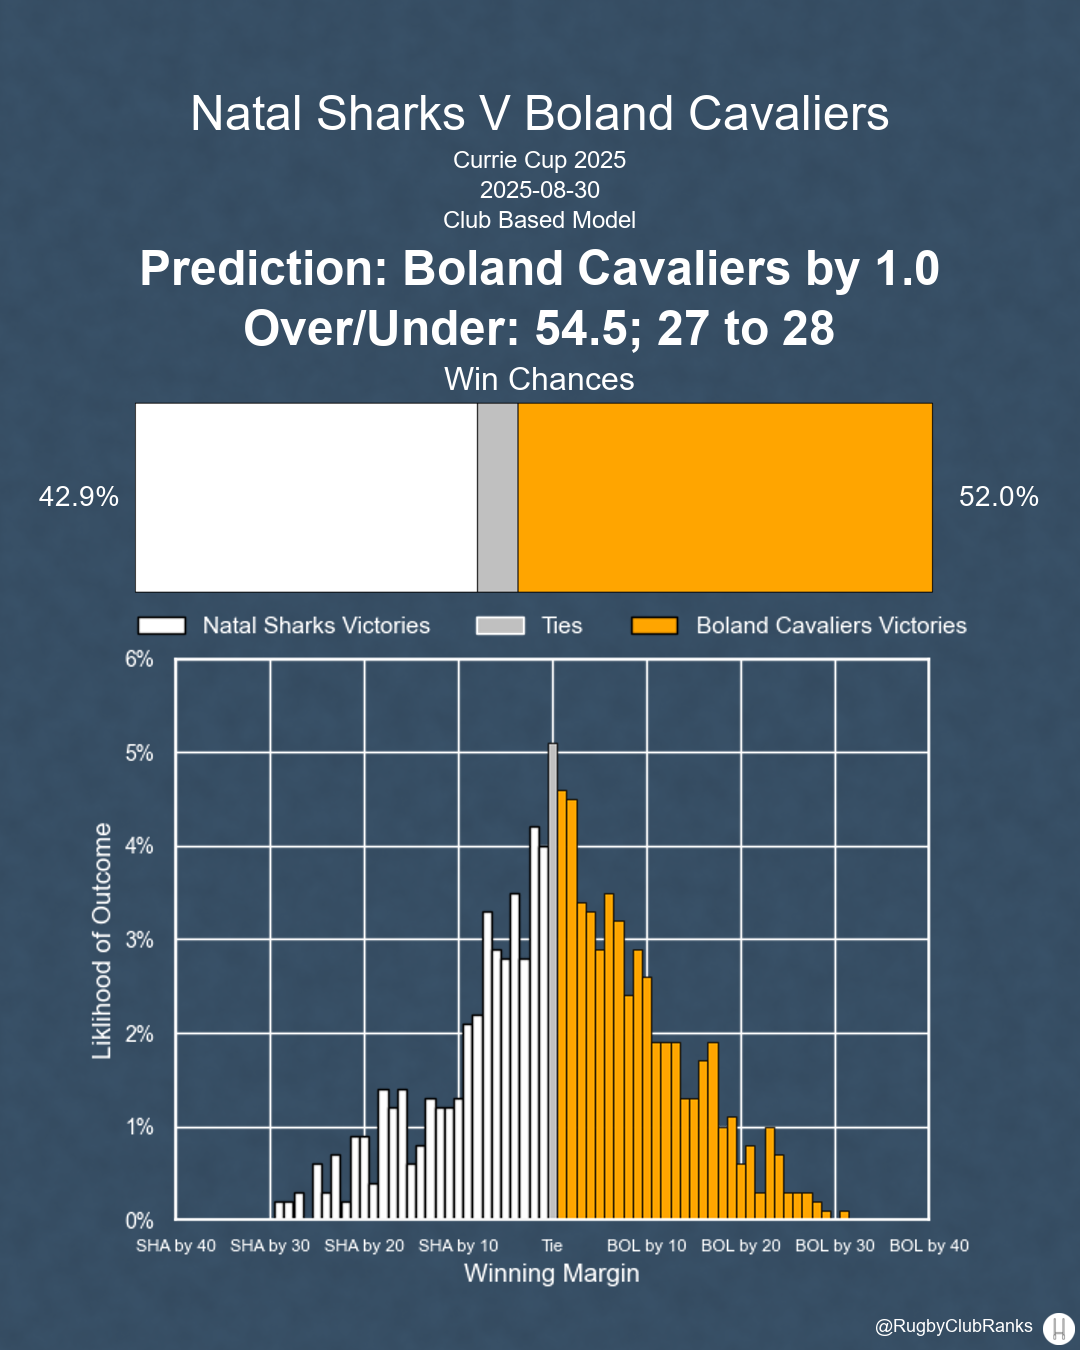 Natal Sharks V Boland Cavaliers
Currie Cup 2025
2025-08-30
Club Based Model
Prediction: Boland Cavaliers by 1.0
Over/Under: 54.5; 27 to 28
Win Chances
42.9%
52.0%
Natal Sharks Victories
Ties
Boland Cavaliers Victories
6%
5%
4%
3%
2%
1%
0%
Liklihood of Outcome
SHA by 40
SHA by 30
SHA by 20
SHA by 10
Tie
BOL by 10
BOL by 20
BOL by 30
BOL by 40
Winning Margin
@RugbyClubRanks